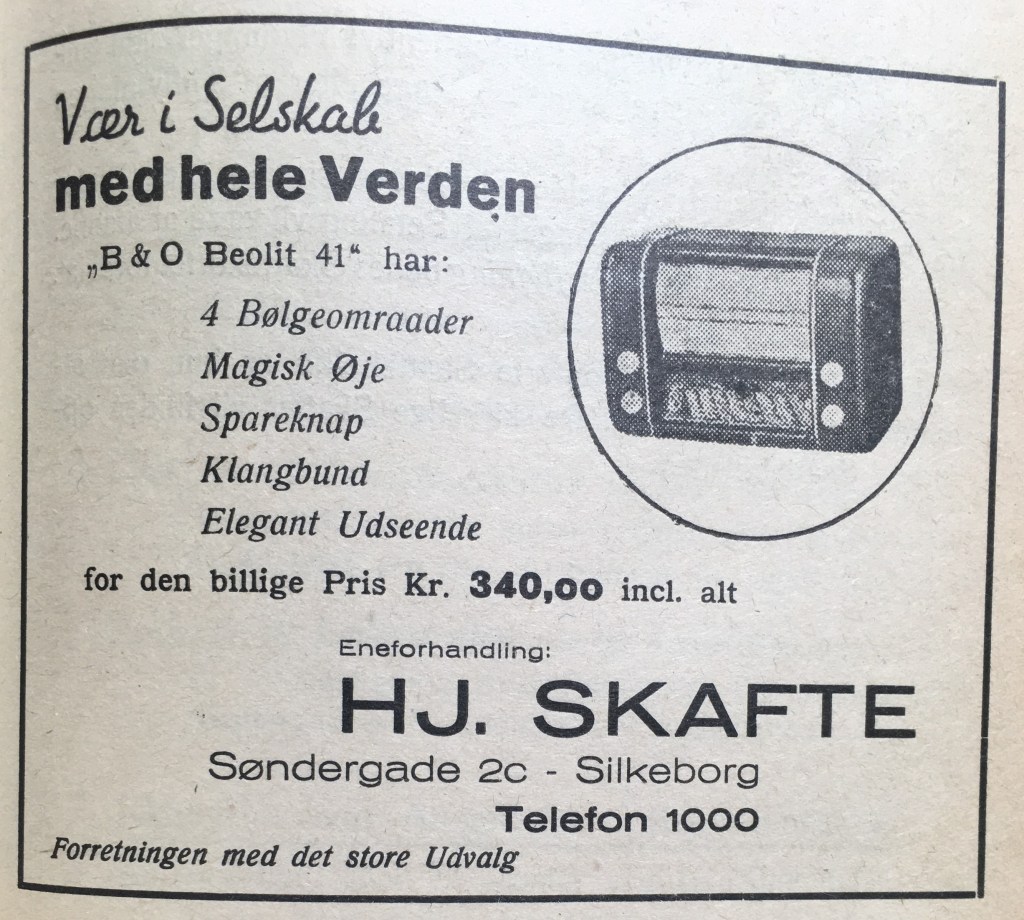 Vær i Selskab
med hele Verden
„B & O Beolit 41“ har:
4 Bølgeomraader
Magisk Øje
Spareknap
Klangbund
Elegant Udseende
for den billige Pris Kr. 340,00 incl. alt
Eneforhandling:
HJ. SKAFTE
Søndergade 2c - Silkeborg
Telefon 1000
Forretningen med det store Udvalg